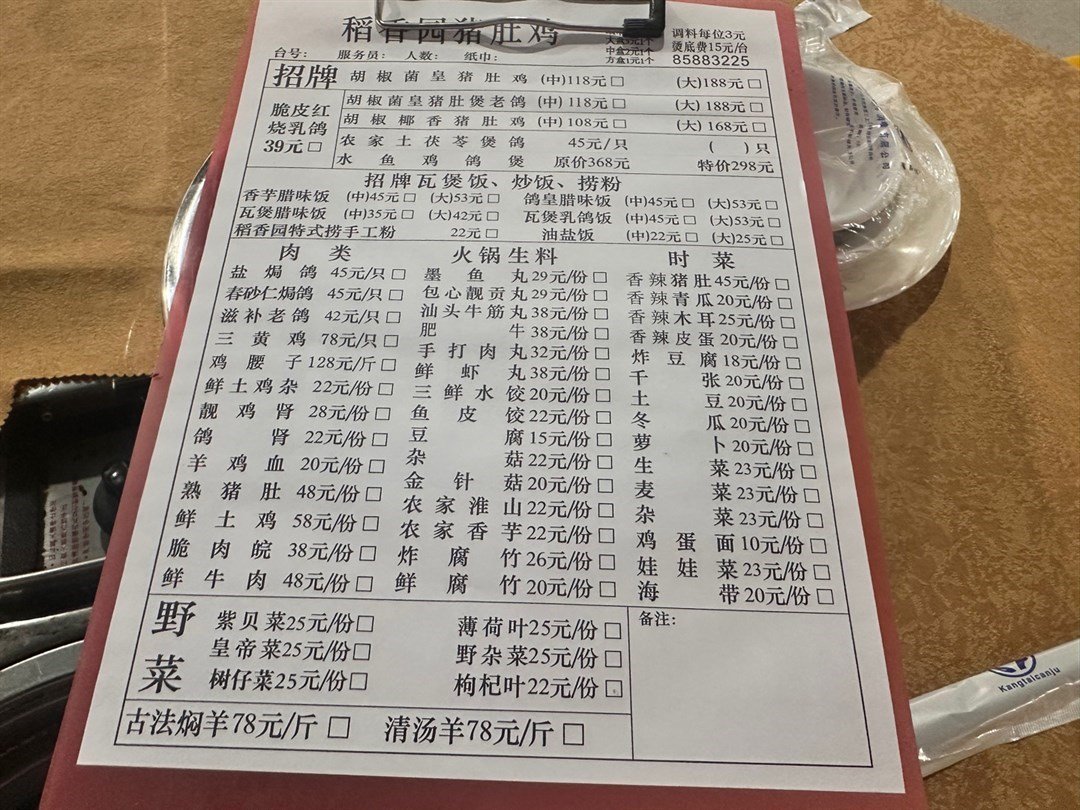 稻香园猪肚鸡
调料每位3元
中盒2元1个 烫底费15元/台
台号: 服务员: 人数: 纸巾: 方盒1元1个 85883225
招牌 胡椒菌皇猪肚鸡 (中)118元□ (大)188元□
脆皮红烧乳鸽39元□
胡椒菌皇猪肚煲老鸽 (中)118元□ (大)188元□
胡椒椰香猪肚鸡 (中)108元□ (大)168元□
农家土茯苓煲鸽 45元/只 ( )只
水鱼鸡鸽煲 原价368元 特价298元
招牌瓦煲饭、炒饭、捞粉
香芋腊味饭 (中)45元□ (大)53元□ 鸽皇腊味饭 (中)45元□ (大)53元□
瓦煲腊味饭 (中)35元□ (大)42元□ 瓦煲乳鸽饭 (中)45元□ (大)53元□
稻香园特式捞手工粉 22元□ 油盐饭 (中)22元□ (大)25元□
肉类 火锅生料 时菜
盐焗鸽45元/只□ 墨鱼丸29元/份□ 香辣猪肚45元/份□
春砂仁焗鸽45元/只□ 包心靓贡丸29元/份□ 香辣青瓜20元/份□
滋补老鸽42元/只□ 汕头牛筋丸38元/份□ 香辣木耳25元/份□
三黄鸡78元/只□ 肥牛38元/份□ 香辣皮蛋20元/份□
鸡腰子128元/斤□ 手打肉丸32元/份□ 炸豆腐18元/份□
鲜土鸡杂22元/份□ 鲜虾丸38元/份□ 千张20元/份□
靓鸡肾28元/份□ 三鲜水饺20元/份□ 土豆20元/份□
鸽肾22元/份□ 鱼皮饺22元/份□ 冬瓜20元/份□
羊鸡血20元/份□ 豆腐15元/份□ 萝卜20元/份□
熟猪肚48元/份□ 杂菇22元/份□ 生菜23元/份□
鲜土鸡58元/份□ 金针菇20元/份□ 麦菜23元/份□
脆肉皖38元/份□ 农家淮山22元/份□ 杂菜23元/份□
鲜牛肉48元/份□ 农家香芋22元/份□ 鸡蛋面10元/份□
炸腐竹26元/份□ 娃娃菜23元/份□
鲜腐竹20元/份□ 海带20元/份□
野菜
紫贝菜25元/份□ 薄荷叶25元/份□
皇帝菜25元/份□ 野杂菜25元/份□
树仔菜25元/份□ 枸杞叶22元/份□
备注:
古法焖羊78元/斤□ 清汤羊78元/斤□
Kangtaicanju